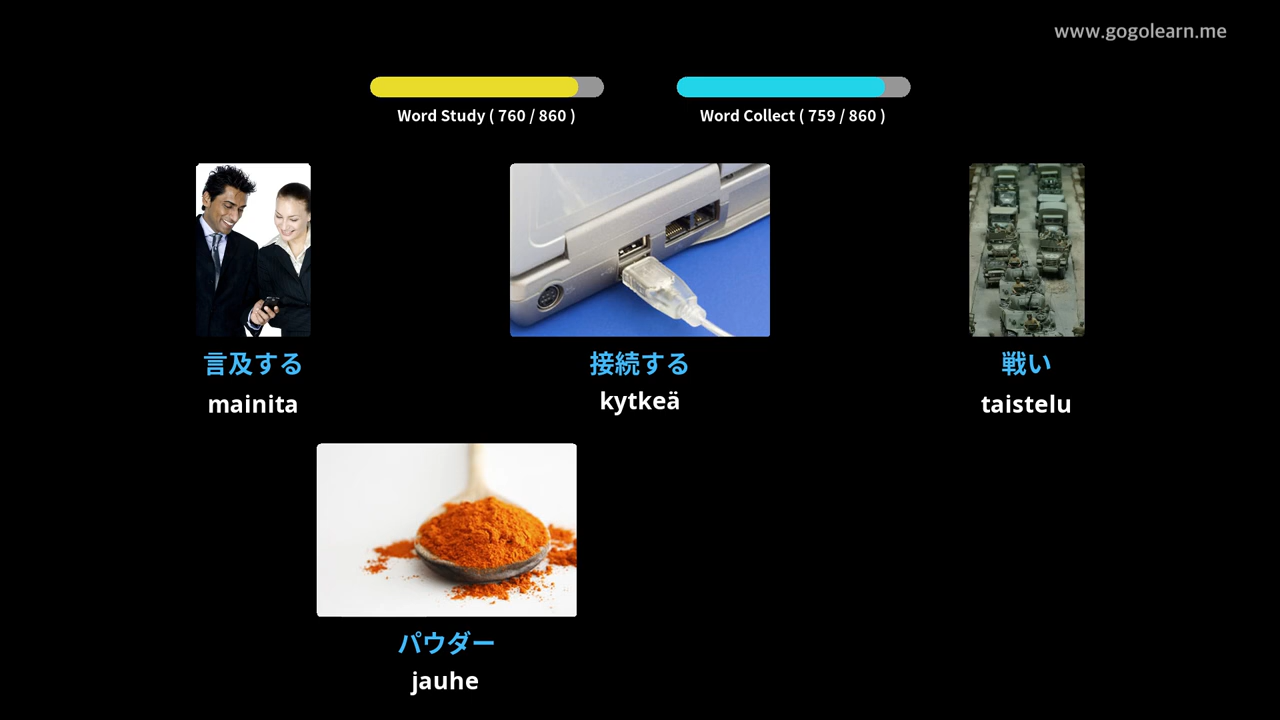 www.gogolearn.me
Word Study ( 760 / 860 )
Word Collect ( 759 / 860 )
言及する
mainita
接続する
kytkeä
戦い
taistelu
パウダー
jauhe